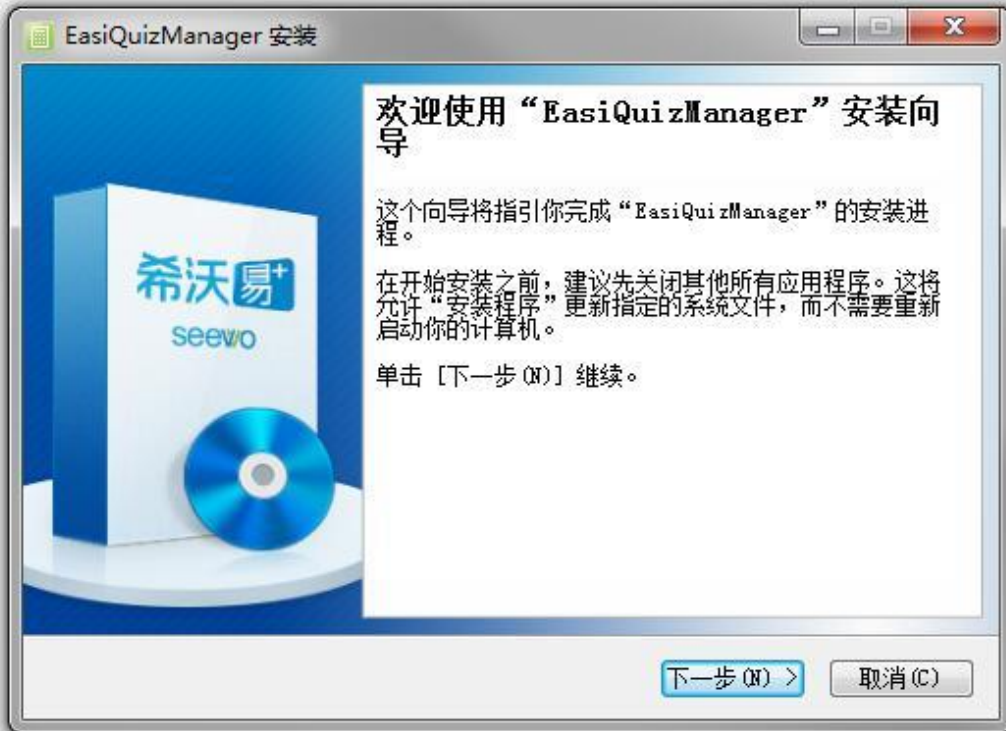 EasiQuizManager 安装
欢迎使用“EasiQuizManager”安装向
导
这个向导将指引你完成“EasiQuizManager”的安装进
程。
在开始安装之前，建议先关闭其他所有应用程序。这将
允许“安装程序”更新指定的系统文件，而不需要重新
启动你的计算机。
单击 [下一步(N)] 继续。
希沃易+
seewo
下一步(N) >
取消(C)